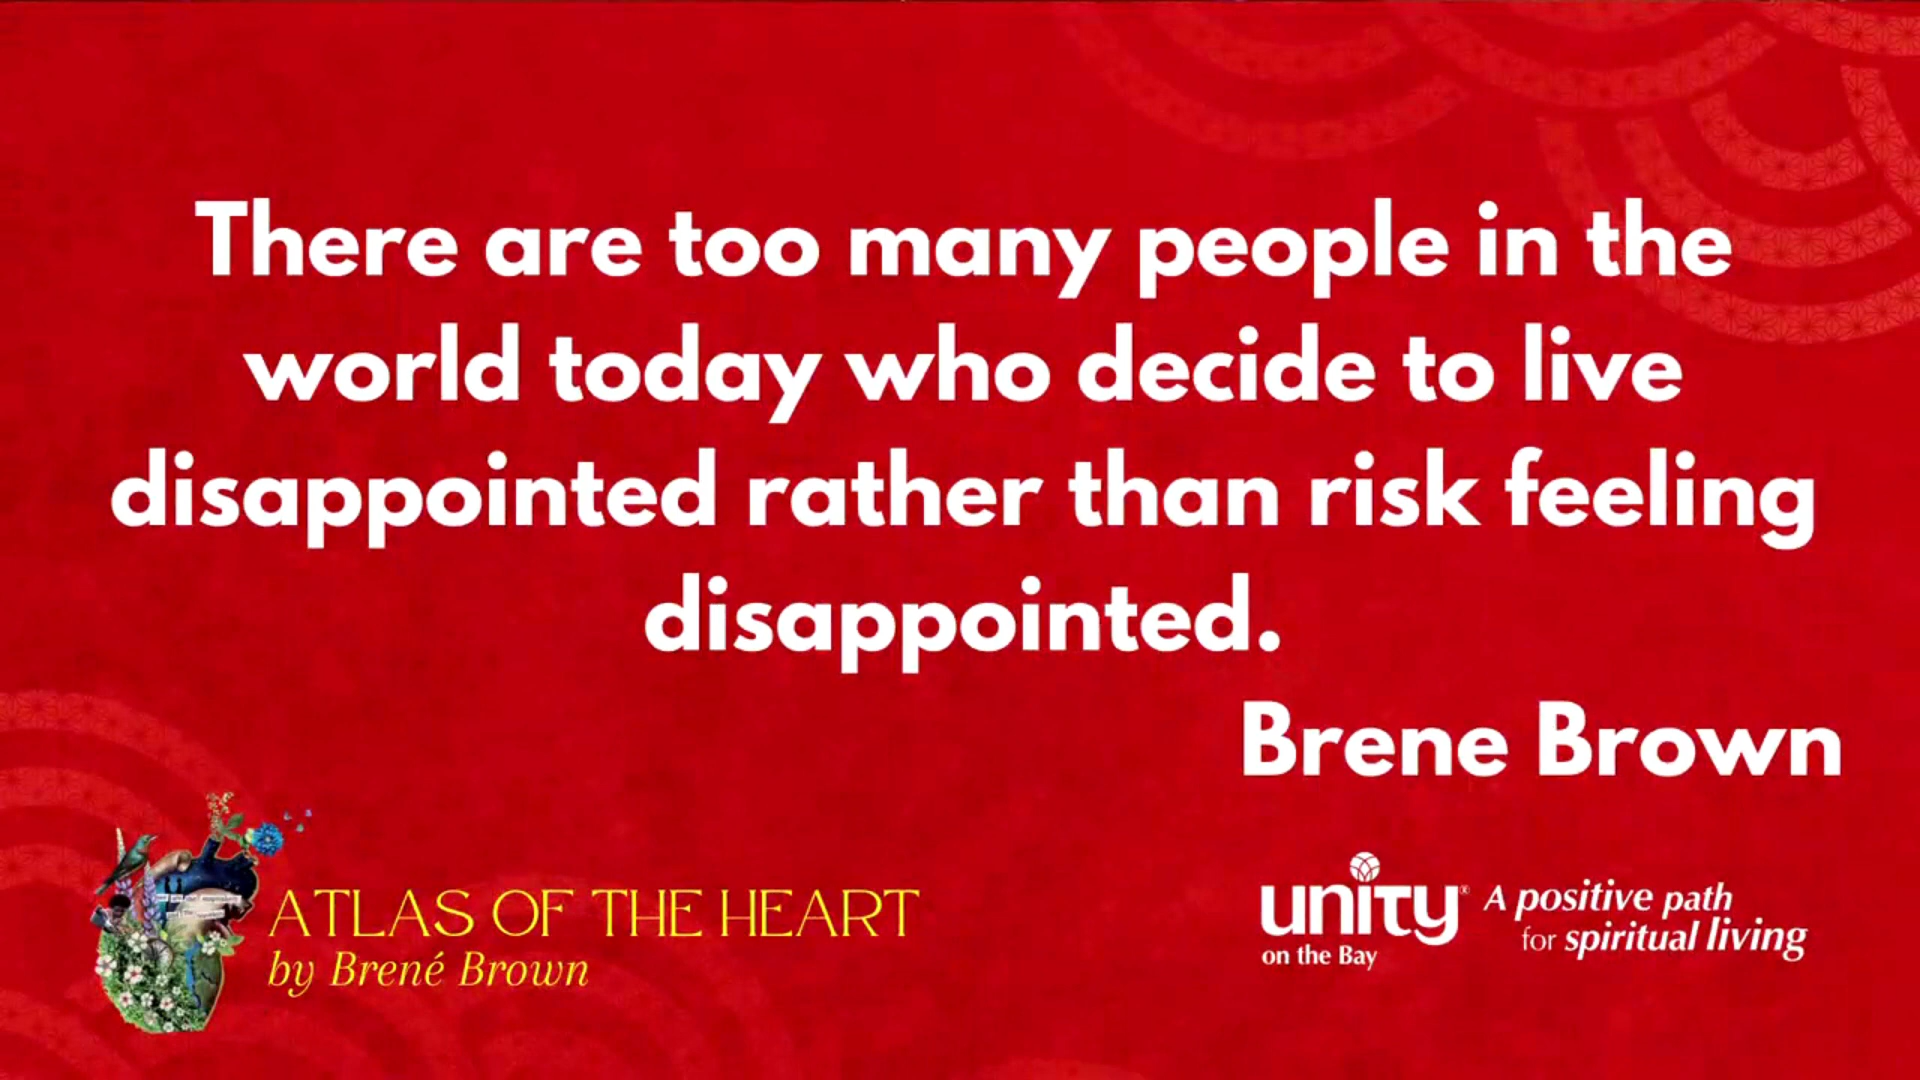 There are too many people in the
world today who decide to live
disappointed rather than risk feeling
disappointed.
Brene Brown
ATLAS OF THE HEART
by Brené Brown
unity®
on the Bay
A positive path
for spiritual living